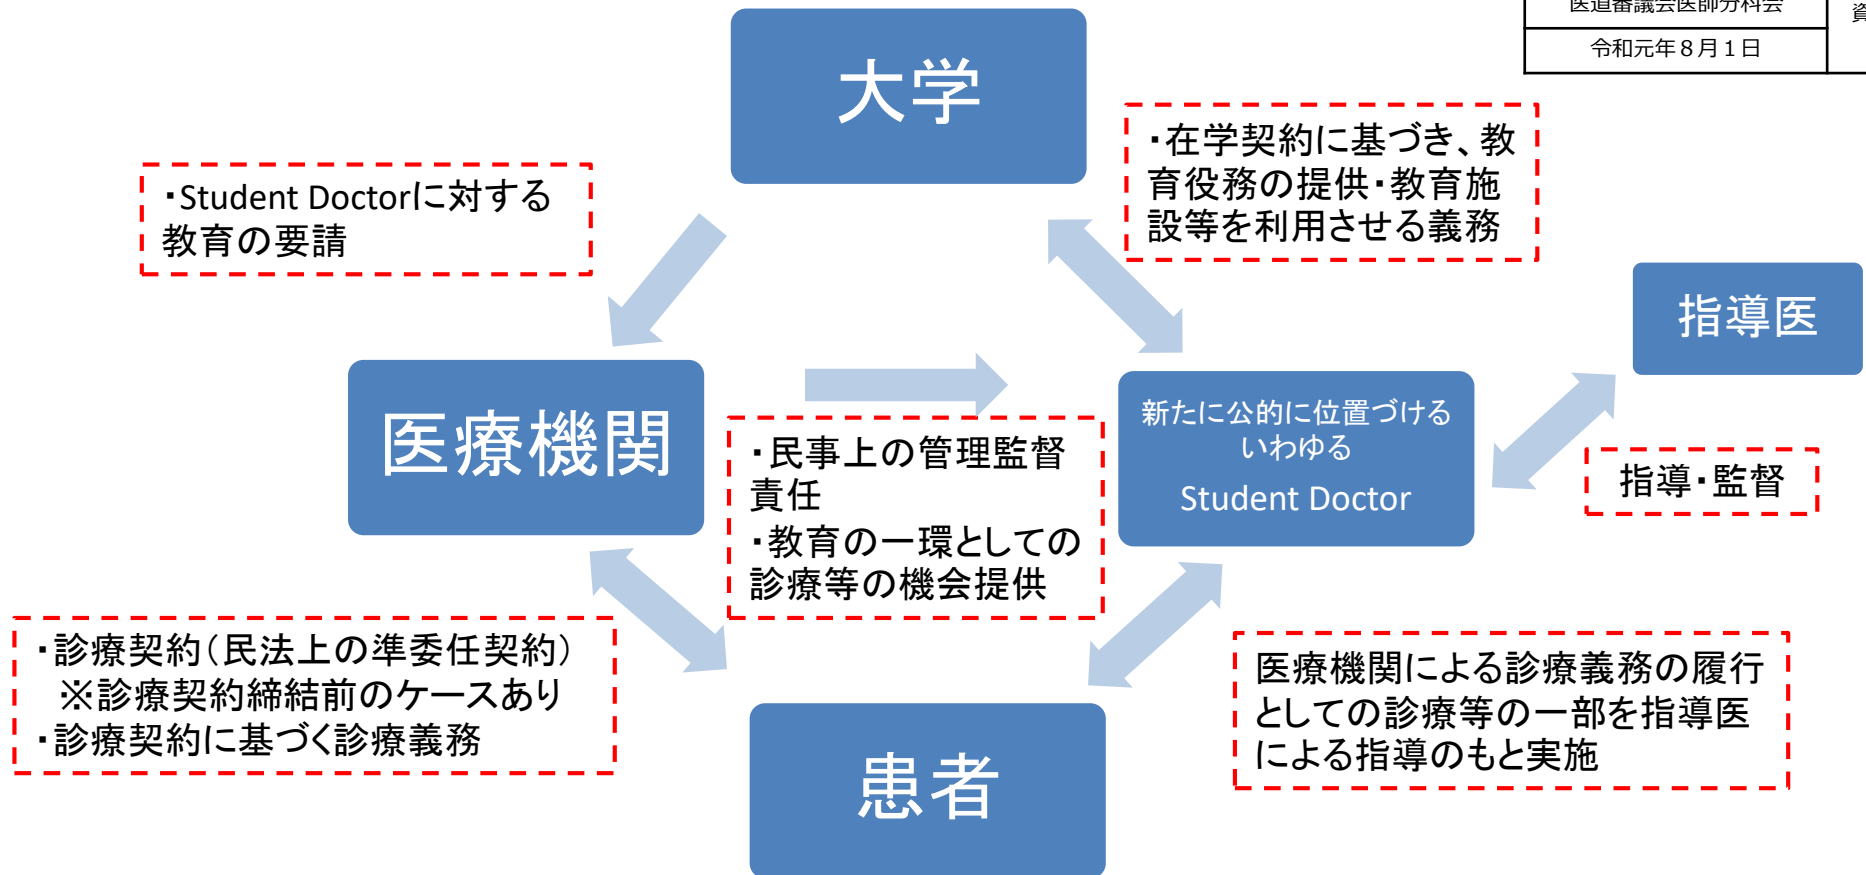 医道審議会医師分科会
資
令和元年8月1日
大学
・在学契約に基づき、教
育役務の提供・教育施
設等を利用させる義務
・Student Doctorに対する
教育の要請
指導医
医療機関
新たに公的に位置づける
いわゆる
Student Doctor
・民事上の管理監督
責任
・教育の一環としての
診療等の機会提供
指導・監督
・診療契約（民法上の準委任契約）
※診療契約締結前のケースあり
・診療契約に基づく診療義務
医療機関による診療義務の履行
としての診療等の一部を指導医
による指導のもと実施
患者